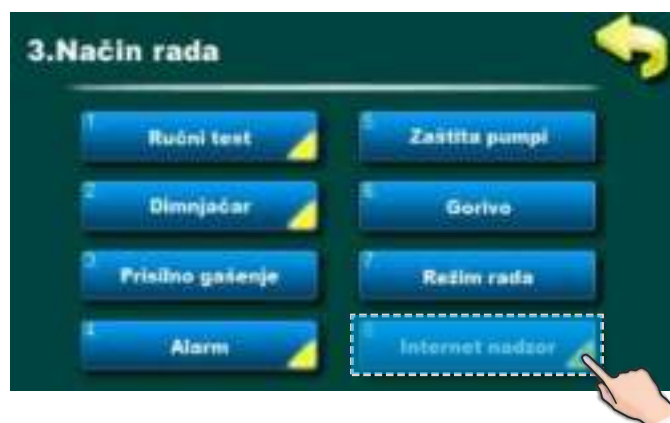 3.Način rada
1 Ručni test
5 Zaštita pumpi
2 Dimnjačar
6 Gorivo
3 Prisilno gašenje
7 Režim rada
4 Alarm
8 Internet nadzor